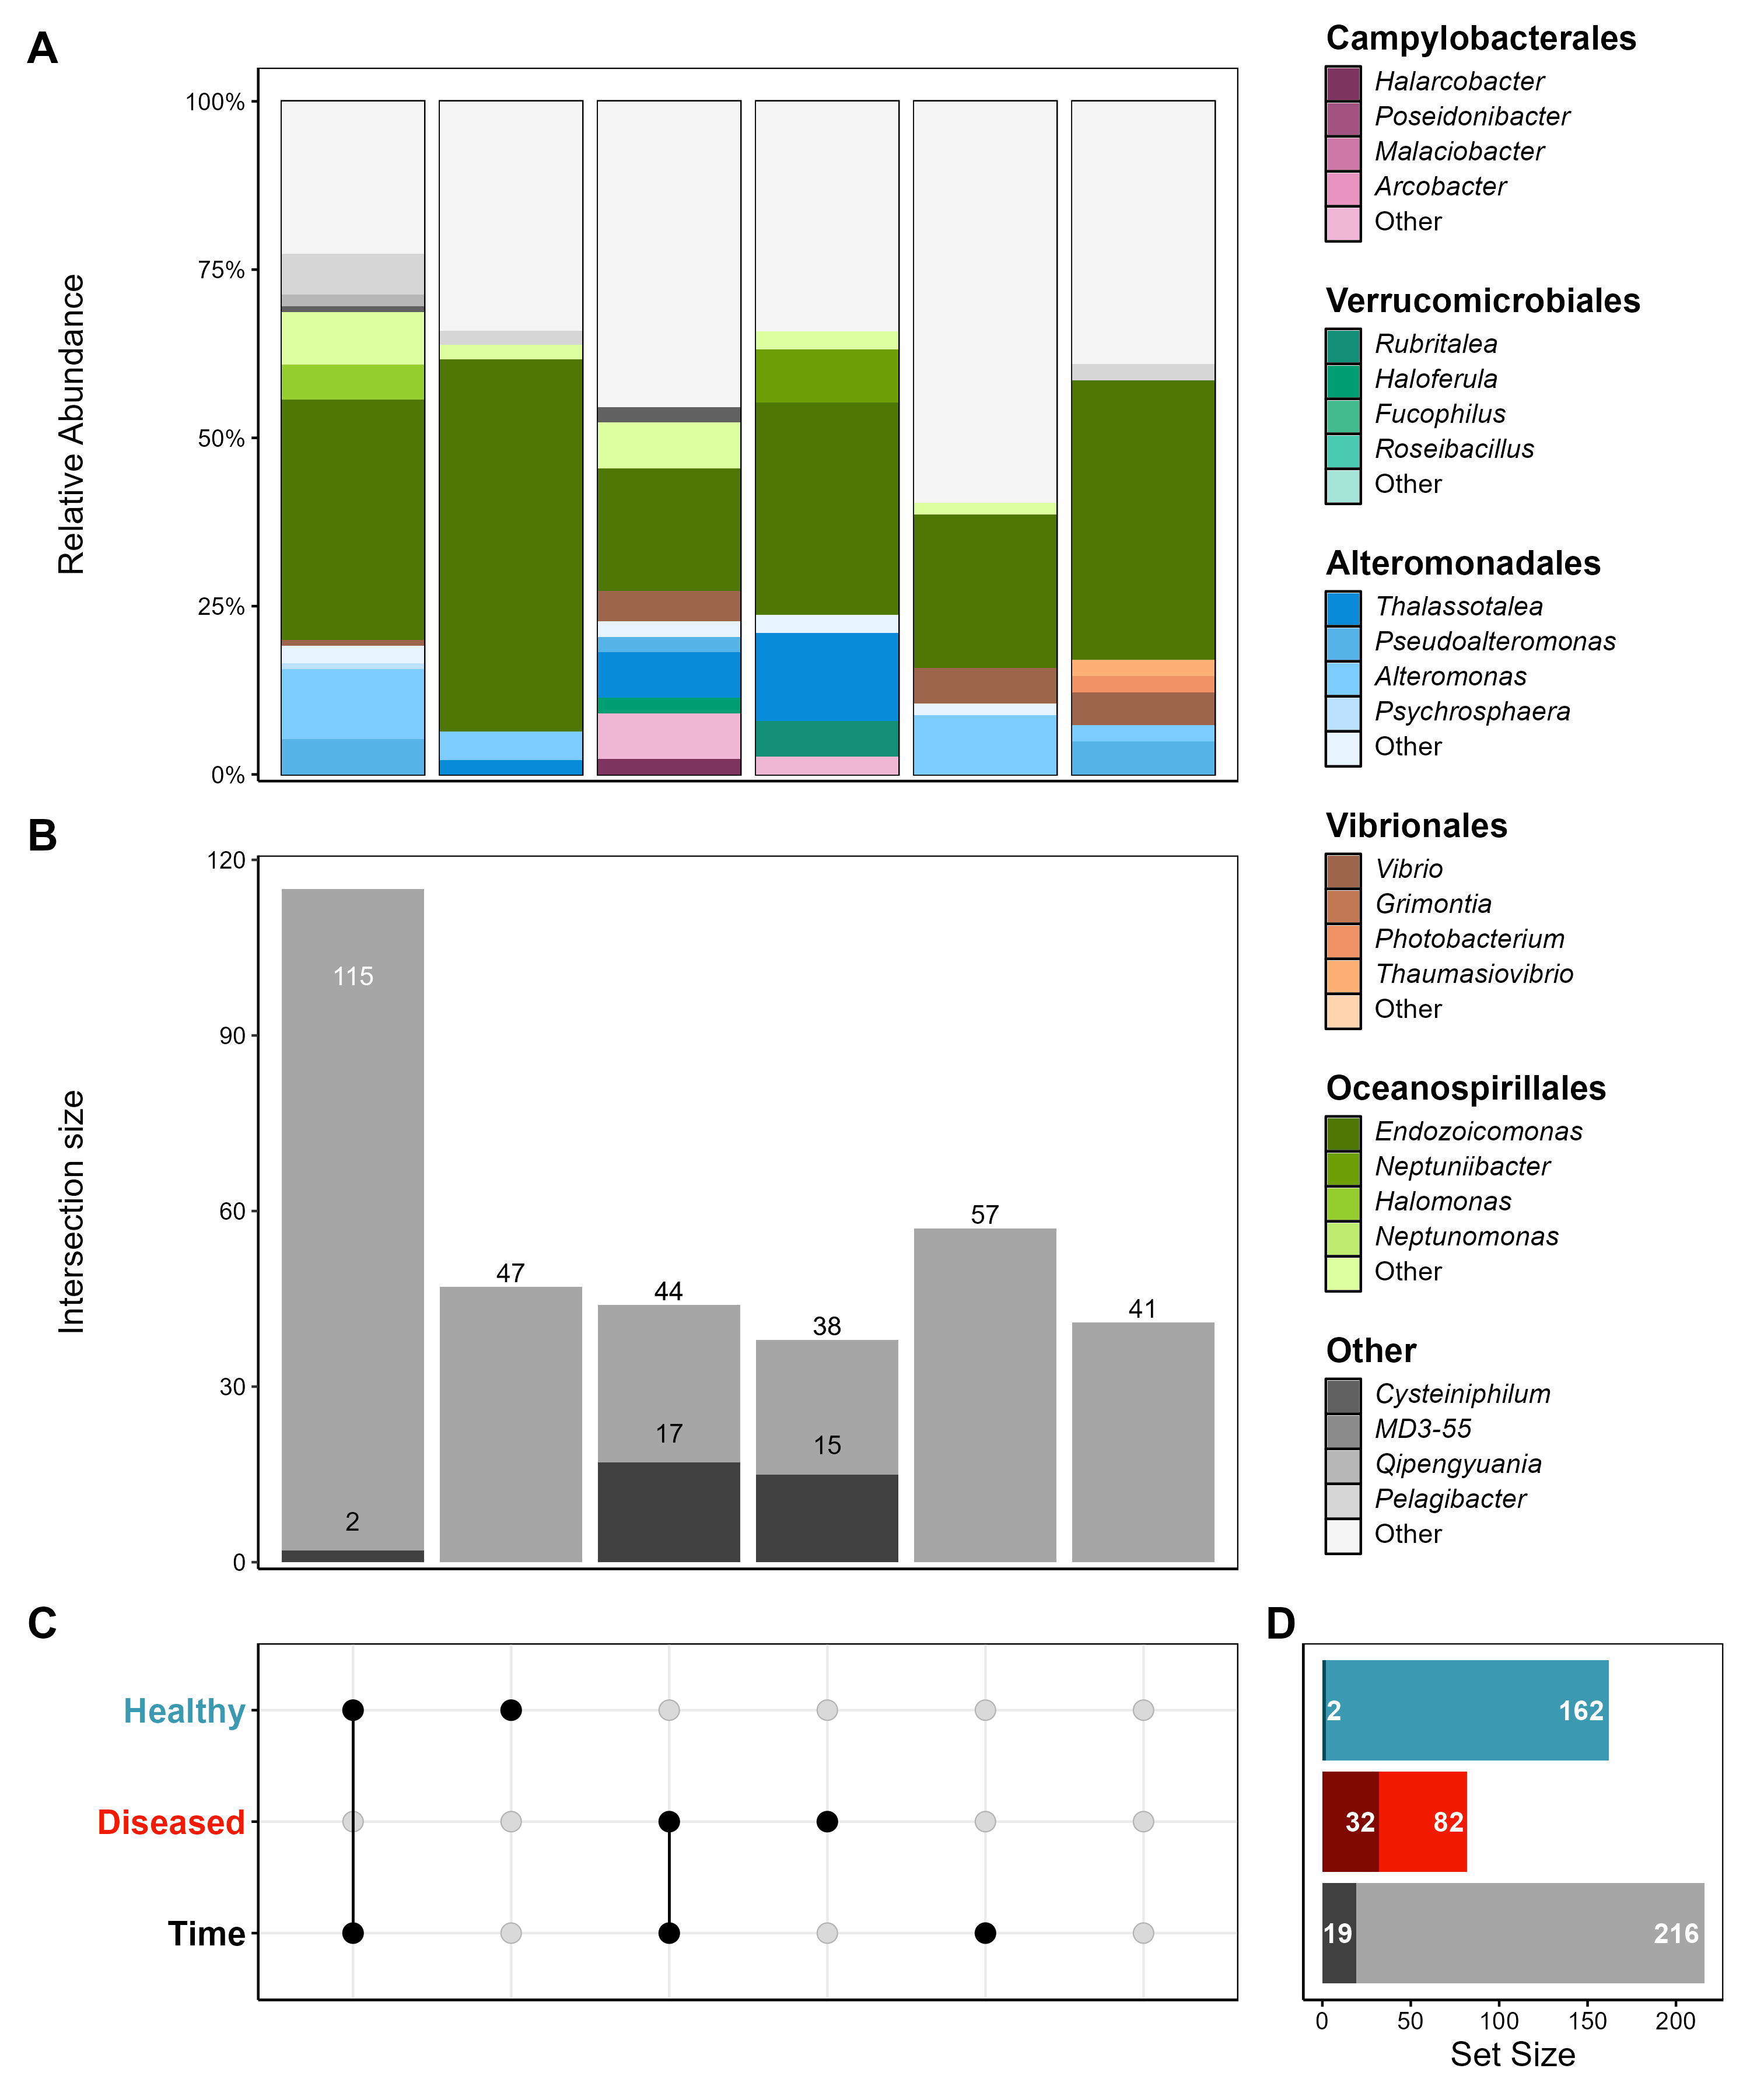 A
Relative Abundance
100%
75%
50%
25%
0%
Campylobacterales
Halarcobacter
Poseidonibacter
Malaciobacter
Arcobacter
Other
Verrucomicrobiales
Rubritalea
Haloferula
Fucophilus
Roseibacillus
Other
Alteromonadales
Thalassotalea
Pseudoalteromonas
Alteromonas
Psychrosphaera
Other
Vibrionales
Vibrio
Grimontia
Photobacterium
Thaumasiovibrio
Other
Oceanospirillales
Endozoicomonas
Neptuniibacter
Halomonas
Neptunomonas
Other
Other
Cysteiniphilum
MD3-55
Qipengyuania
Pelagibacter
Other
B
Intersection size
120
90
60
30
0
115
2
47
44
17
38
15
57
41
C
Healthy
Diseased
Time
D
2 162
32 82
19 216
0 50 100 150 200
Set Size